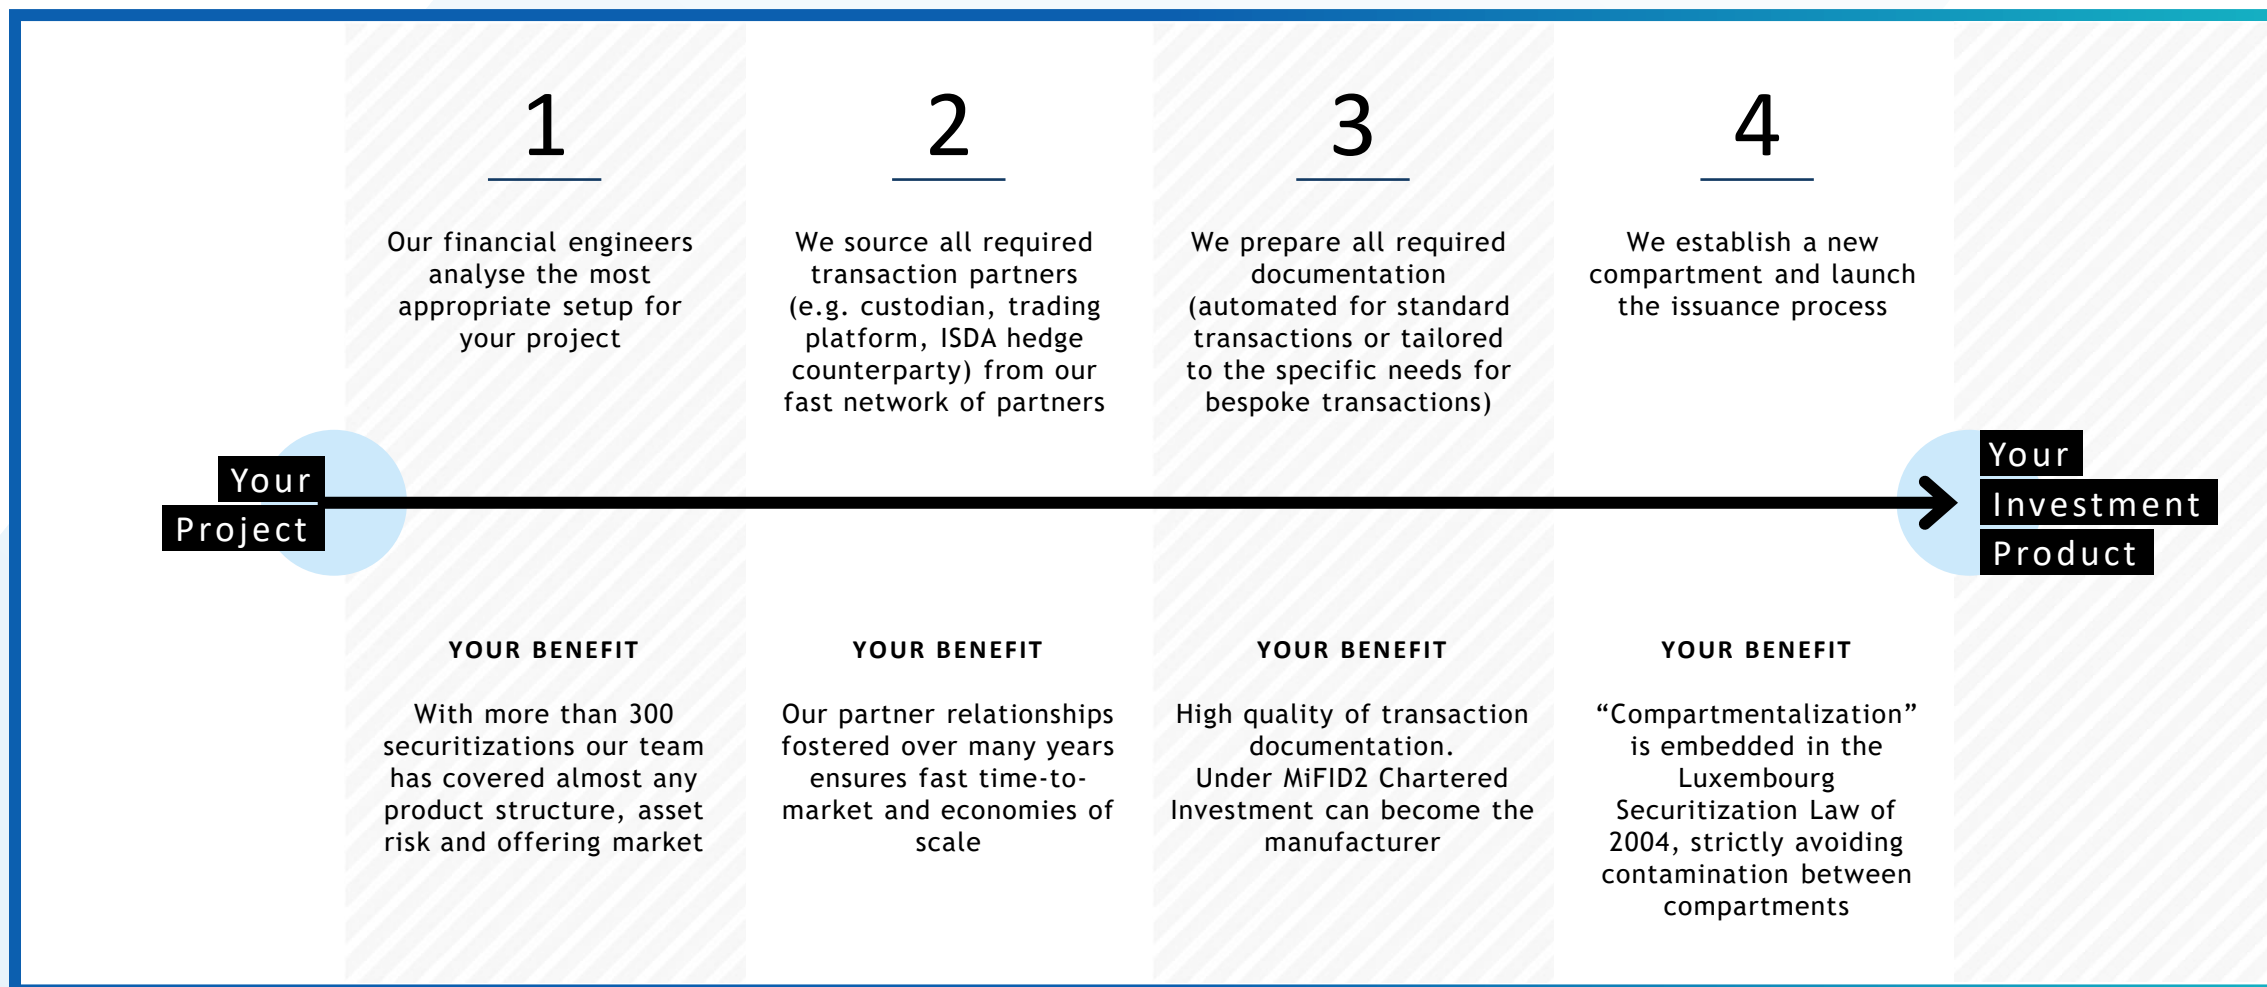 1
Our financial engineers
analyse the most
appropriate setup for
your project
2
We source all required
transaction partners
(e.g. custodian, trading
platform, ISDA hedge
counterparty) from our
fast network of partners
3
We prepare all required
documentation
(automated for standard
transactions or tailored
to the specific needs for
bespoke transactions)
4
We establish a new
compartment and launch
the issuance process
Your
Project
Your
Investment
Product
YOUR BENEFIT
With more than 300
securitizations our team
has covered almost any
product structure, asset
risk and offering market
YOUR BENEFIT
Our partner relationships
fostered over many years
ensures fast time-to-
market and economies of
scale
YOUR BENEFIT
High quality of transaction
documentation.
Under MiFID2 Chartered
Investment can become the
manufacturer
YOUR BENEFIT
“Compartmentalization”
is embedded in the
Luxembourg
Securitization Law of
2004, strictly avoiding
contamination between
compartments